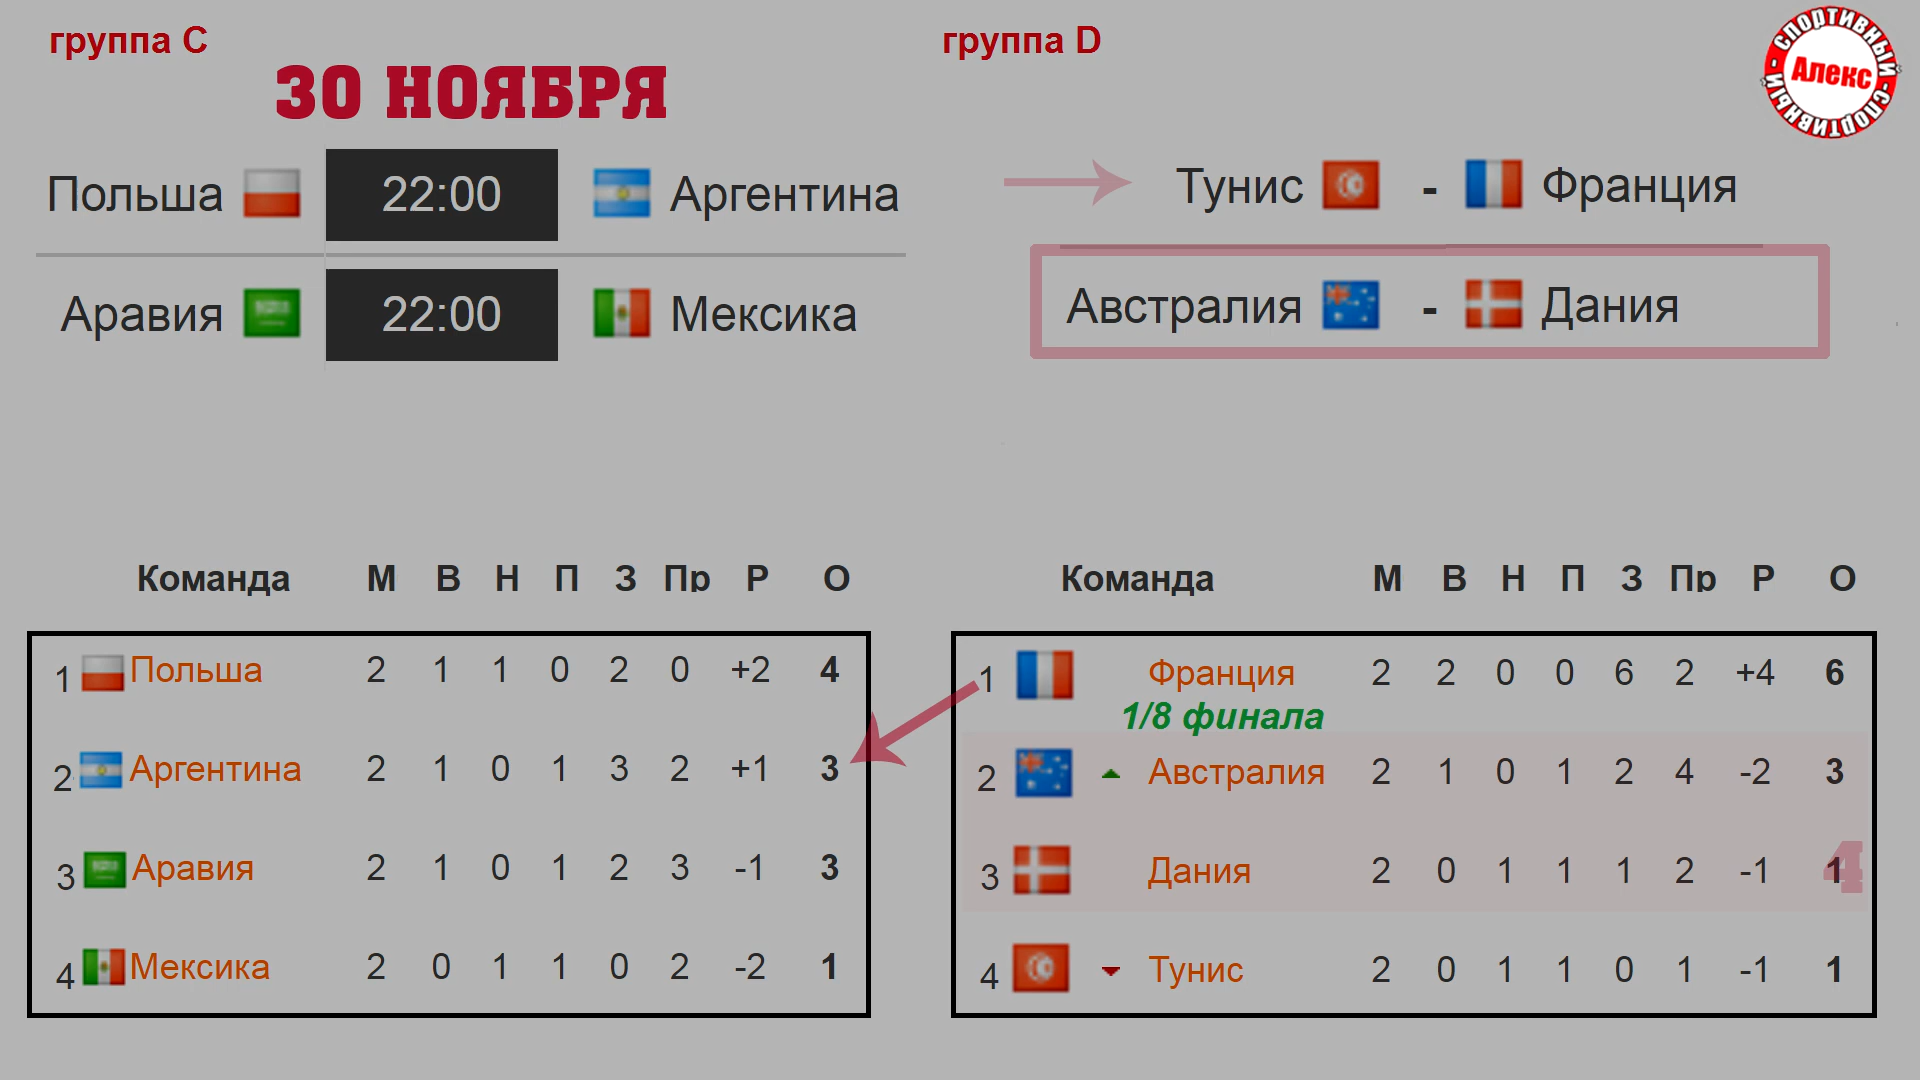 группа C
30 НОЯБРЯ
Польша 22:00 Аргентина
Аравия 22:00 Мексика
группа D
СПОРТИВНЫЙ
Алекс
СПОРТИВНЫЙ
Тунис - Франция
Австралия - Дания
Команда М В Н П З Пр Р О
1 Польша 2 1 1 0 2 0 +2 4
2 Аргентина 2 1 0 1 3 2 +1 3
3 Аравия 2 1 0 1 2 3 -1 3
4 Мексика 2 0 1 1 0 2 -2 1
Команда М В Н П З Пр Р О
1 Франция 2 2 0 0 6 2 +4 6
1/8 финала
2 Австралия 2 1 0 1 2 4 -2 3
3 Дания 2 0 1 1 1 2 -1 1 4
4 Тунис 2 0 1 1 0 1 -1 1